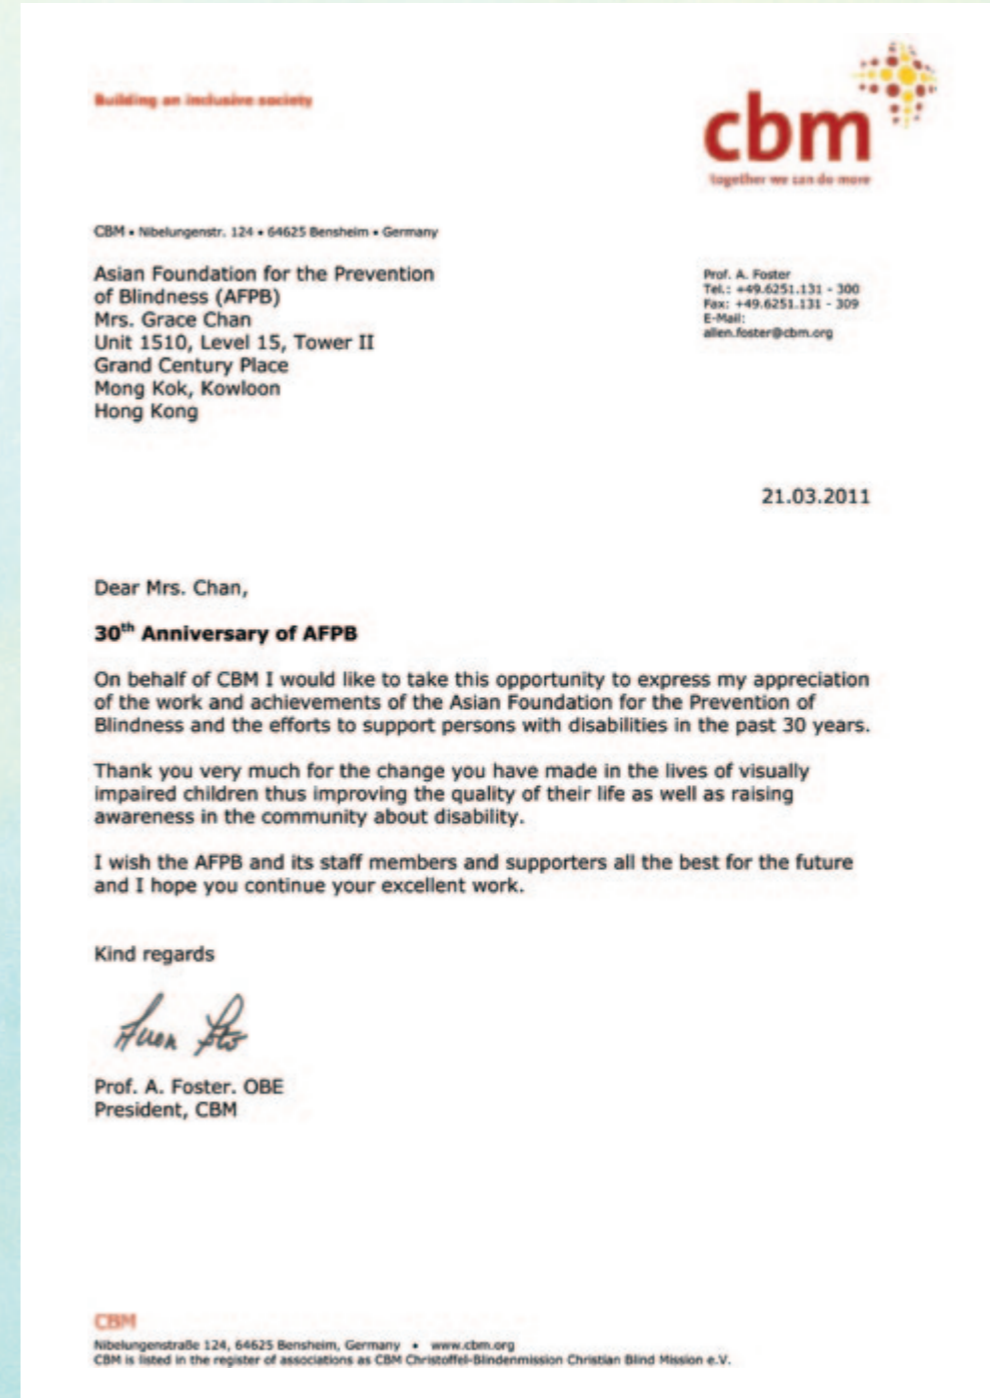 Building an inclusive society
cbm
together we can do more
CBM • Nibelungenstr. 124 • 64625 Bensheim • Germany
Asian Foundation for the Prevention
of Blindness (AFPB)
Mrs. Grace Chan
Unit 1510, Level 15, Tower II
Grand Century Place
Mong Kok, Kowloon
Hong Kong
Prof. A. Foster
Tel.: +49.6251.131 - 300
Fax: +49.6251.131 - 309
E-Mail:
allen.foster@cbm.org
21.03.2011
Dear Mrs. Chan,
30th Anniversary of AFPB
On behalf of CBM I would like to take this opportunity to express my appreciation
of the work and achievements of the Asian Foundation for the Prevention of
Blindness and the efforts to support persons with disabilities in the past 30 years.
Thank you very much for the change you have made in the lives of visually
impaired children thus improving the quality of their life as well as raising
awareness in the community about disability.
I wish the AFPB and its staff members and supporters all the best for the future
and I hope you continue your excellent work.
Kind regards
Prof. A. Foster. OBE
President, CBM
CBM
Nibelungenstraße 124, 64625 Bensheim, Germany • www.cbm.org
CBM is listed in the register of associations as CBM Christoffel-Blindenmission Christian Blind Mission e.V.